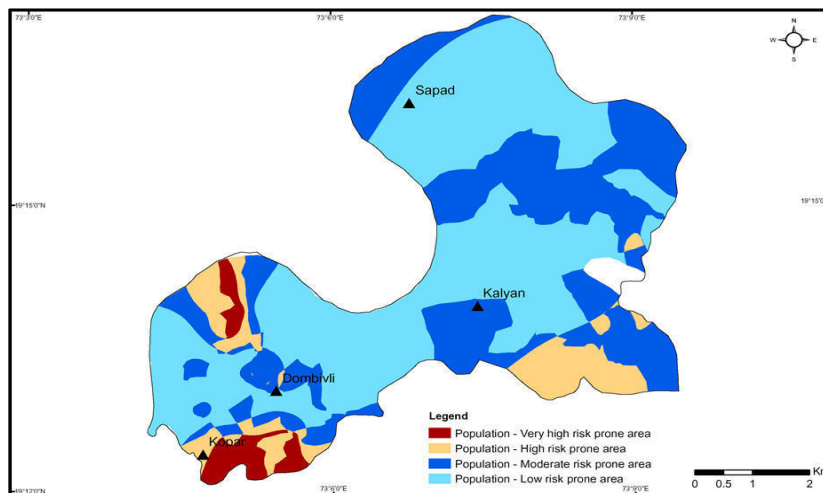 73°3'0"E
73°6'0"E
73°9'0"E
N
W E
S
Sapad
19°15'0"N
19°15'0"
Kalyan
Dombivli
Kopar
Legend
Population - Very high risk prone area
Population - High risk prone area
Population - Moderate risk prone area
Population - Low risk prone area
Km
0 0.5 1 2
19°12'0"N
73°6'0"E
73°9'0"E